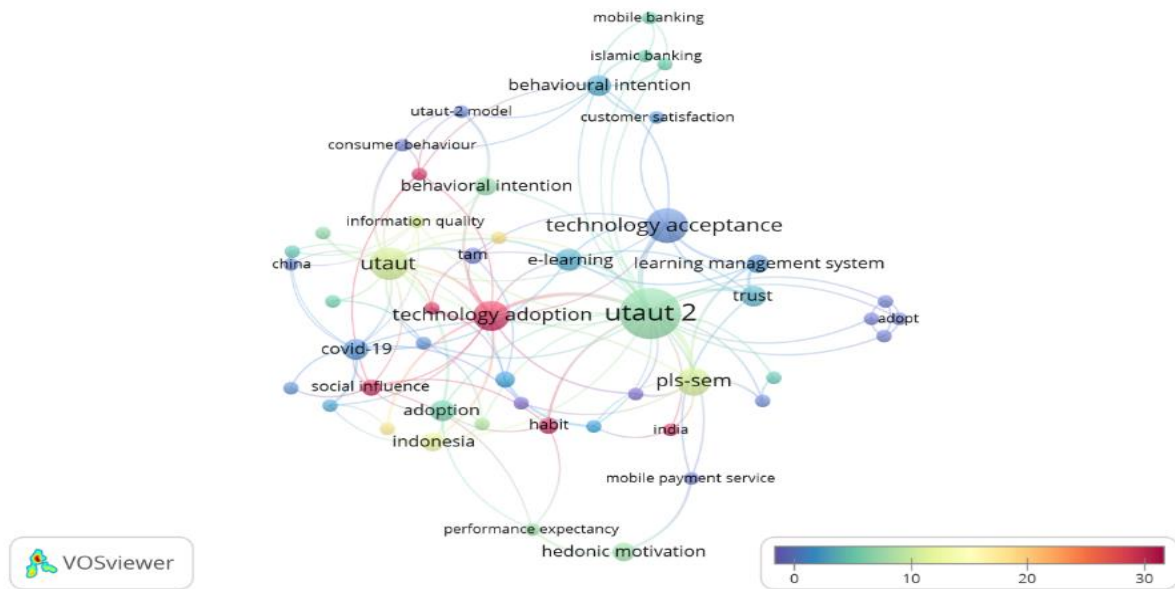 mobile banking
islamic banking
behavioural intention
utaut-2 model
customer satisfaction
consumer behaviour
behavioral intention
information quality
technology acceptance
china
utaut
tam
e-learning
learning management system
trust
technology adoption
utaut 2
adopt
covid-19
social influence
pls-sem
adoption
habit
india
indonesia
mobile payment service
performance expectancy
hedonic motivation
VOSviewer
0 10 20 30